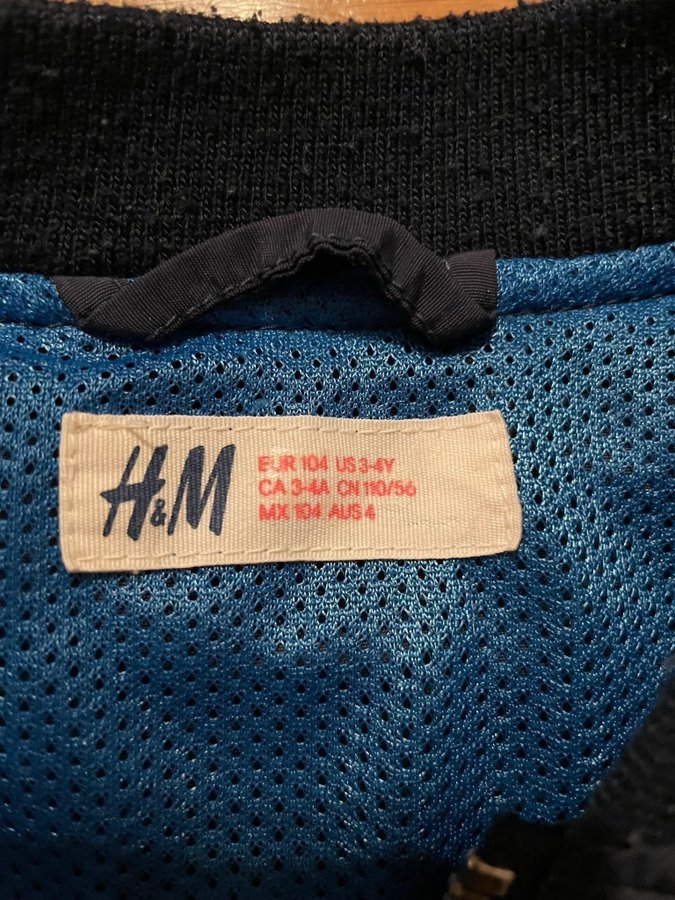 H&M
EUR 104 US 3-4Y
CA 3-4A CN 110/56
MX 104 AUS 4